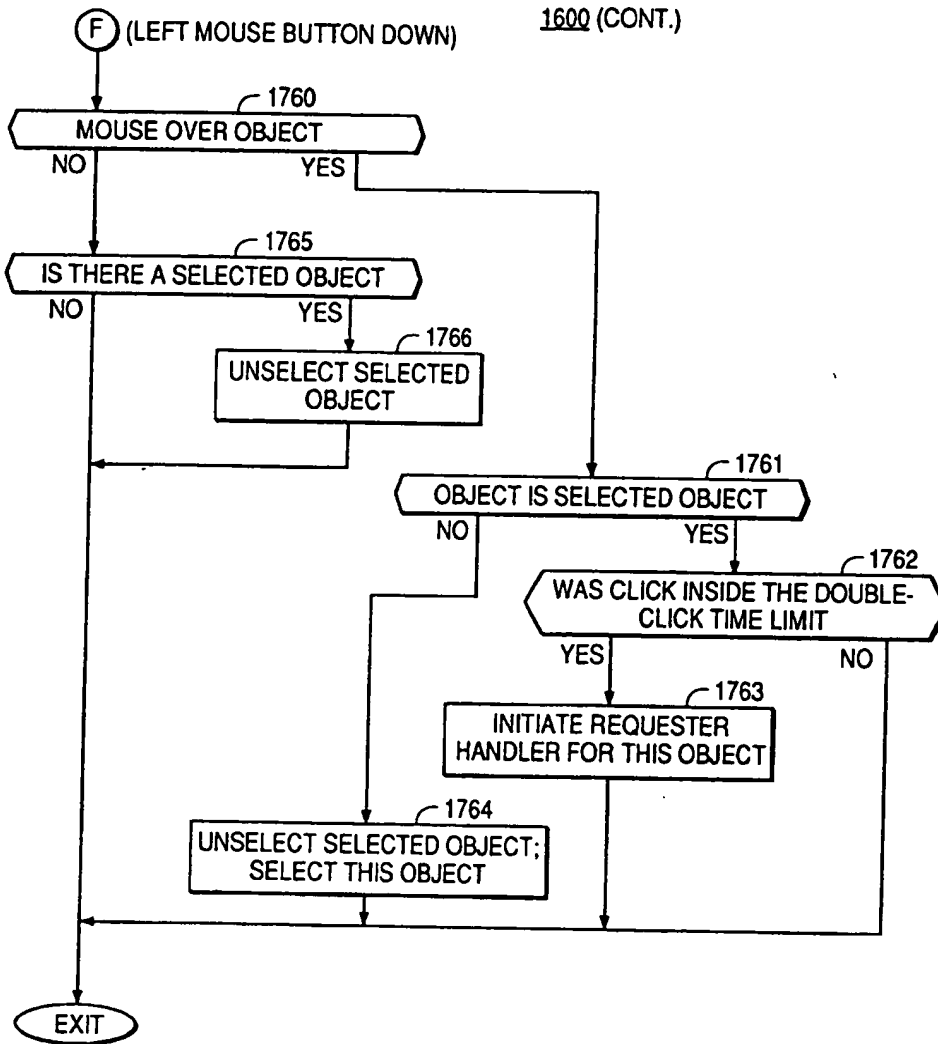 F (LEFT MOUSE BUTTON DOWN)
1600 (CONT.)
1760
MOUSE OVER OBJECT
NO
YES
1765
IS THERE A SELECTED OBJECT
NO
YES
1766
UNSELECT SELECTED
OBJECT
1761
OBJECT IS SELECTED OBJECT
NO
YES
1762
WAS CLICK INSIDE THE DOUBLE-
CLICK TIME LIMIT
YES
NO
1763
INITIATE REQUESTER
HANDLER FOR THIS OBJECT
1764
UNSELECT SELECTED OBJECT;
SELECT THIS OBJECT
EXIT